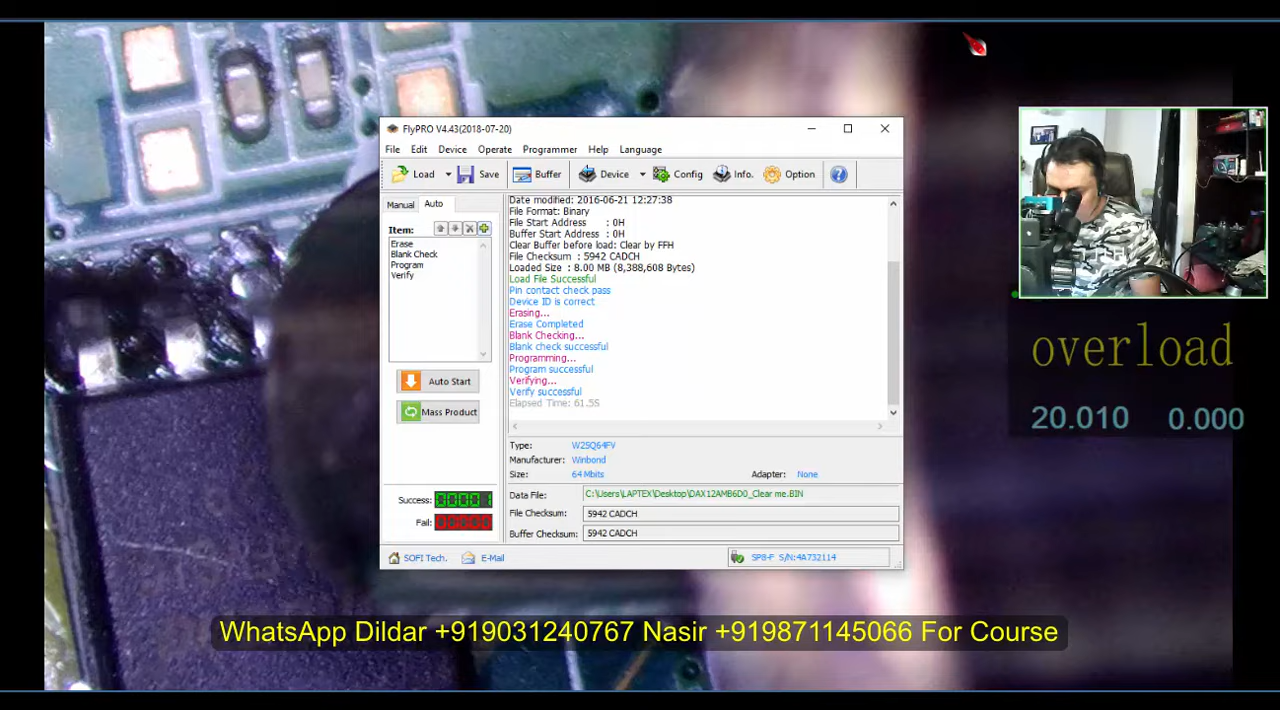 FlyPRO V4.43(2018-07-20)
File Edit Device Operate Programmer Help Language
Load Save Buffer Device Config Info. Option
Manual Auto
Item:
Erase
Blank Check
Program
Verify
Auto Start
Mass Product
Success: 00001
Fail: 00000
Date modified: 2016-06-21 12:27:38
File Format: Binary
File Start Address : 0H
Buffer Start Address : 0H
Clear Buffer before load: Clear by FFH
File Checksum : 5942 CADCH
Loaded Size : 8.00 MB (8,388,608 Bytes)
Load File Successful
Pin contact check pass
Device ID is correct
Erasing...
Erase Completed
Blank Checking...
Blank check successful
Programming...
Program successful
Verifying...
Verify successful
Elapsed Time: 61.5S
Type: W25Q64FV
Manufacturer: Winbond
Size: 64 Mbits Adapter: None
Data File: C:\Users\LAPTEX\Desktop\DAX12AMB6D0_Clear me.BIN
File Checksum: 5942 CADCH
Buffer Checksum: 5942 CADCH
SOFI Tech. E-Mail SP8-F S/N:4A732114
overload
20.010 0.000
WhatsApp Dildar +919031240767 Nasir +919871145066 For Course